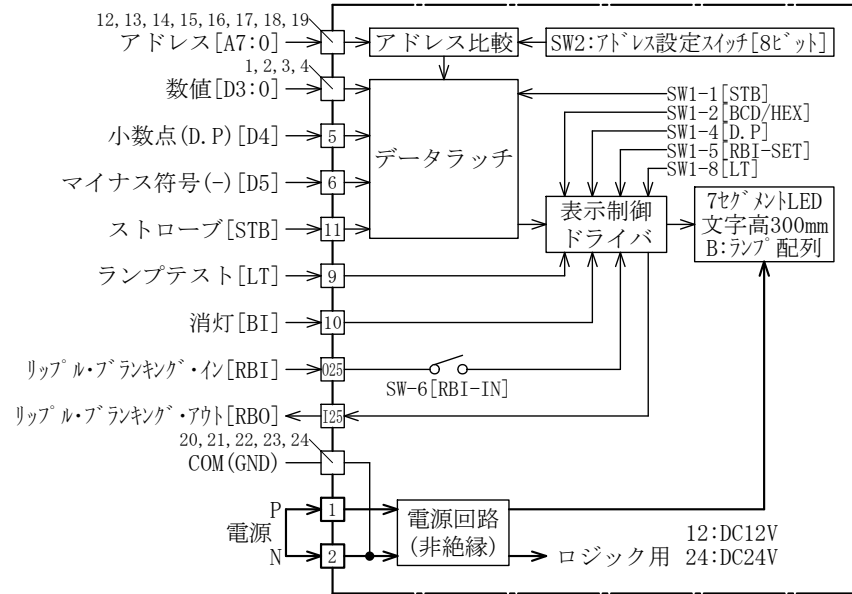 12,13,14,15,16,17,18,19
アドレス[A7:0]
アドレス比較
SW2:アドレス設定スイッチ[8ビット]
1,2,3,4
数値[D3:0]
SW1-1[STB]
SW1-2[BCD/HEX]
SW1-4[D.P]
SW1-5[RBI-SET]
SW1-8[LT]
小数点(D.P)[D4]
5
データラッチ
マイナス符号(-)[D5]
6
ストローブ[STB]
11
表示制御
ドライバ
7セグメントLED
文字高300mm
B:ランプ配列
ランプテスト[LT]
9
消灯[BI]
10
リップル・ブランキング・イン[RBI]
O25
SW-6[RBI-IN]
リップル・ブランキング・アウト[RBO]
I25
20,21,22,23,24
COM(GND)
電源
P
1
N
2
電源回路
(非絶縁)
ロジック用
12:DC12V
24:DC24V